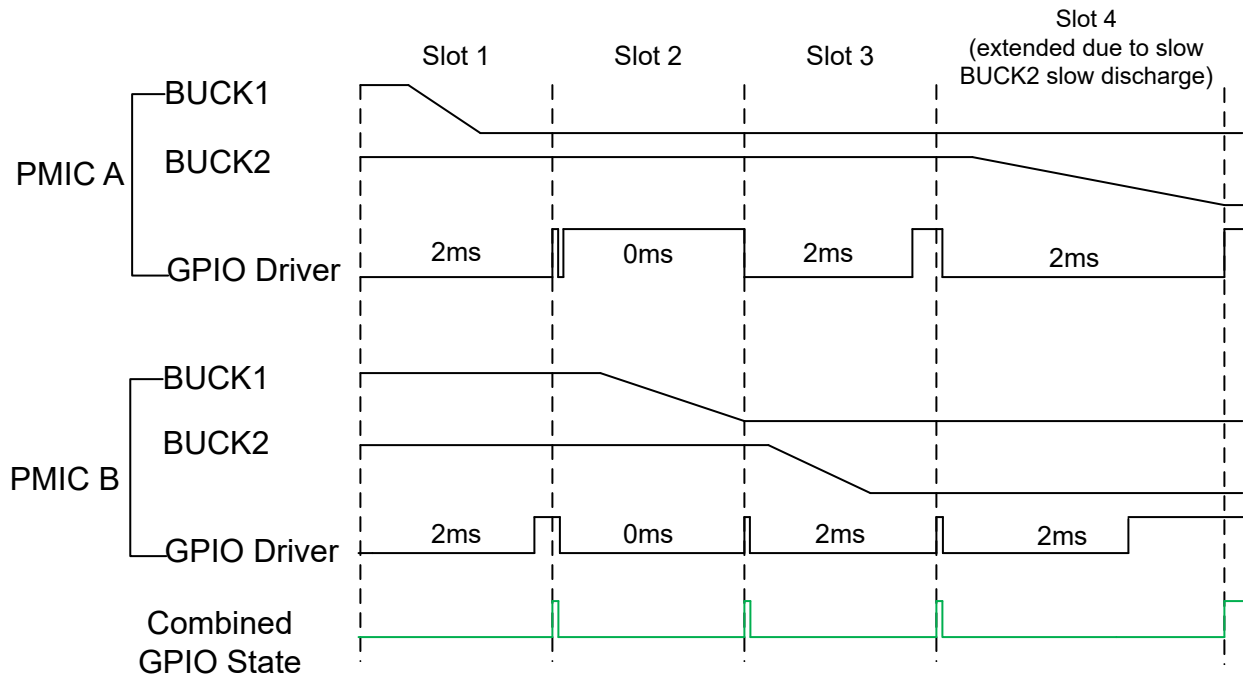 Slot 1
Slot 2
Slot 3
Slot 4
(extended due to slow
BUCK2 slow discharge)
PMIC A
BUCK1
BUCK2
GPIO Driver
2ms
0ms
2ms
2ms
PMIC B
BUCK1
BUCK2
GPIO Driver
2ms
0ms
2ms
2ms
Combined
GPIO State